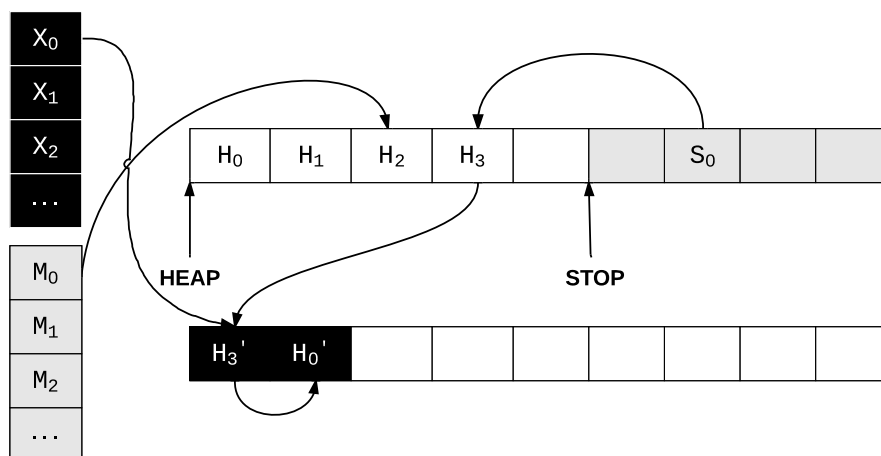 X₀
X₁
X₂
...
M₀
M₁
M₂
...
H₀ H₁ H₂ H₃ S₀
HEAP STOP
H₃' H₀'